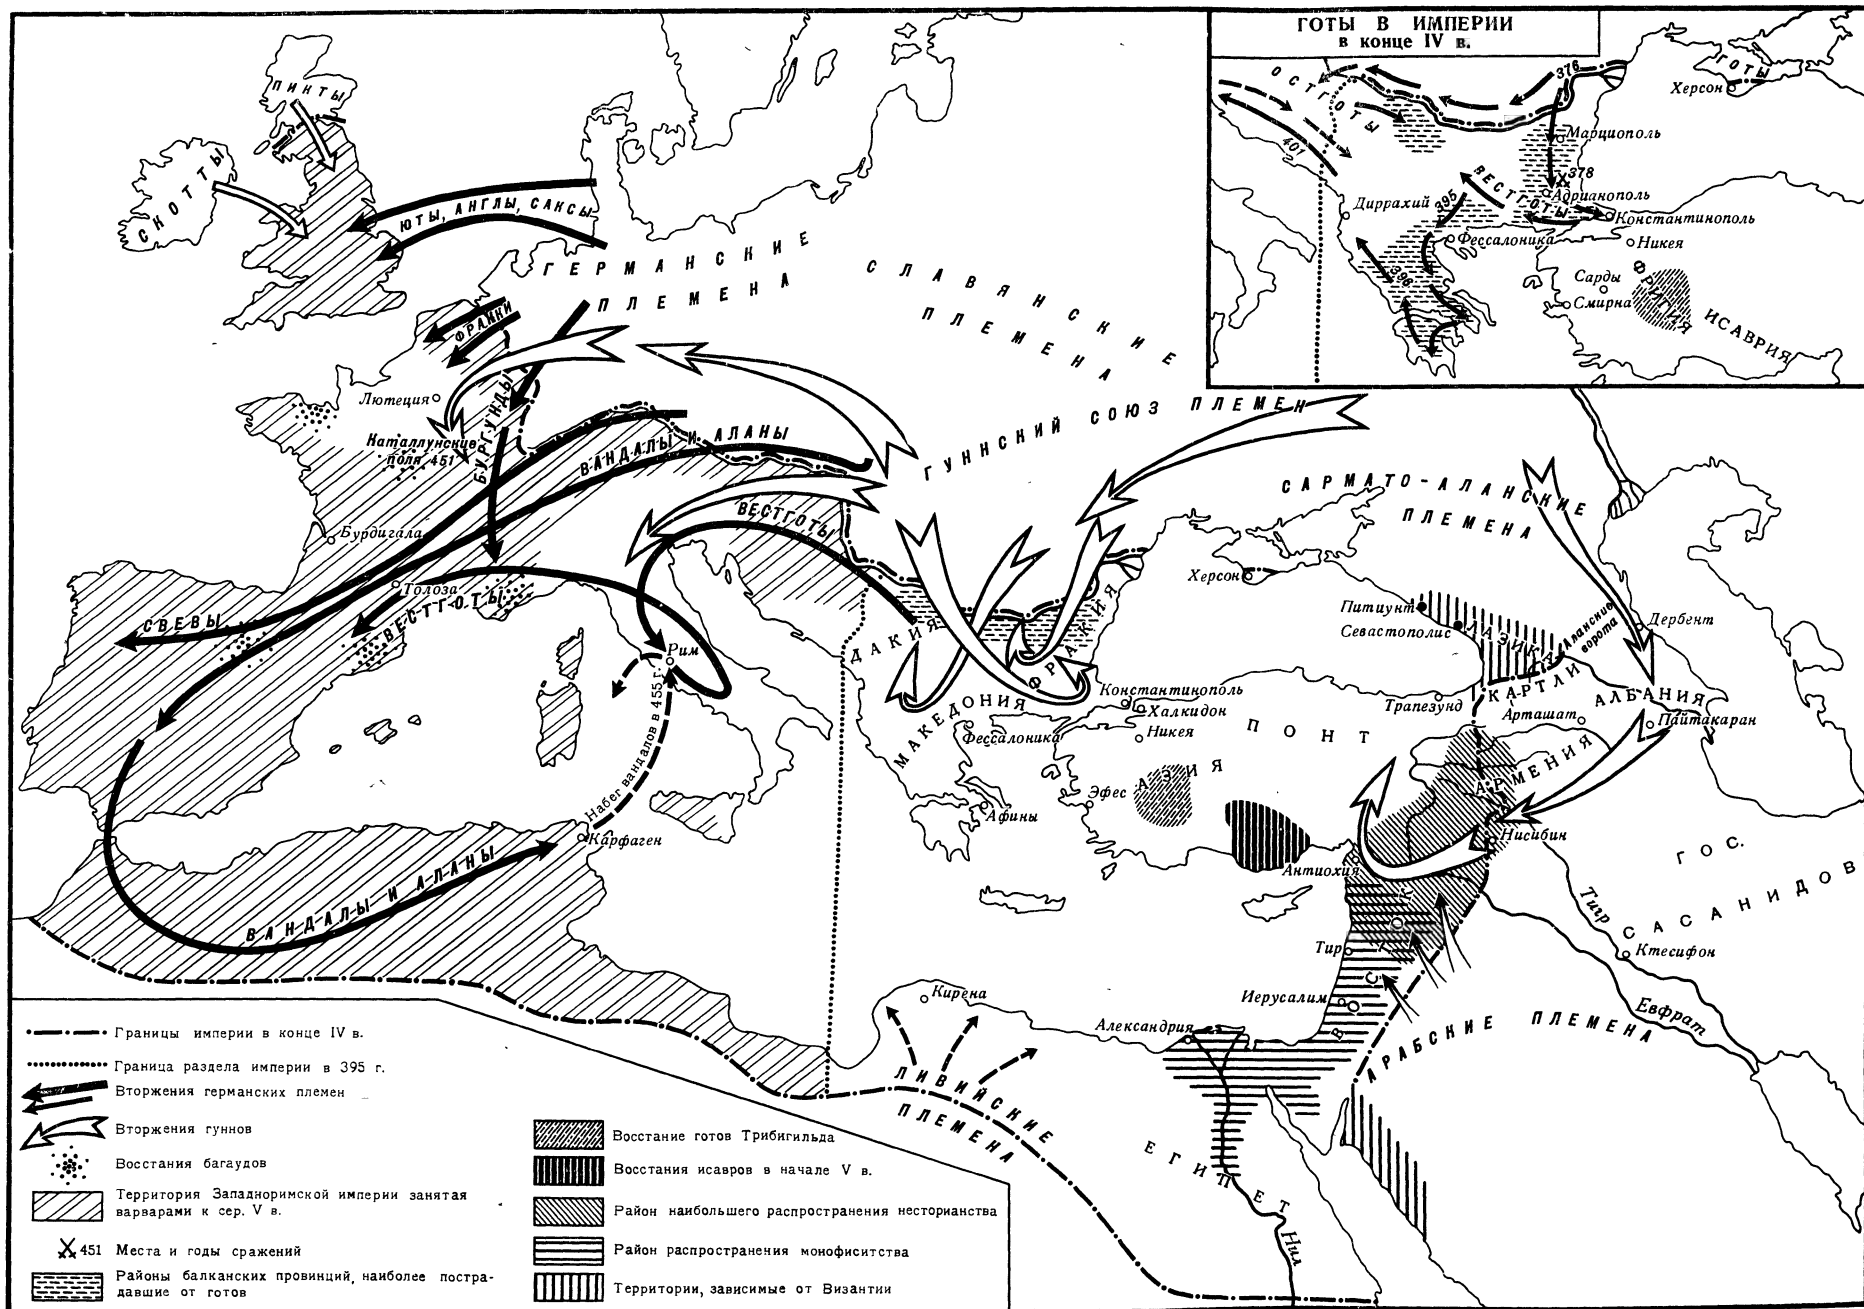 ГОТЫ В ИМПЕРИИ
в конце IV в.
ОСТГОТЫ
376
ГОТЫ
Херсон
401
Марциополь
378
Адрианополь
ВЕСТГОТЫ
Константинополь
Диррахий
395
Фессалоника
Никея
396
Сарды
Смирна
ФРИГИЯ
ИСАВРИЯ
ПИКТЫ
СКОТТЫ
ЮТЫ, АНГЛЫ, САКСЫ
ГЕРМАНСКИЕ
ПЛЕМЕНА
СЛАВЯНСКИЕ
ПЛЕМЕНА
ФРАНКИ
Лютеция
БУРГУНДЫ
Каталлунские
поля, 451
ВАНДАЛЫ И АЛАНЫ
ГУННСКИЙ СОЮЗ ПЛЕМЕН
САРМАТО-АЛАНСКИЕ
ПЛЕМЕНА
Бурдигала
ВЕСТГОТЫ
Толоза
ВЕСТГОТЫ
СВЕВЫ
Рим
Херсон
Питиунт
Севастополис
ЛАЗИКА
Аланские
ворота
Дербент
ДАКИЯ
ФРАКИЯ
МАКЕДОНИЯ
Константинополь
Халкидон
Фессалоника
Никея
ПОНТ
Трапезунд
КАРТЛИ
АЛБАНИЯ
Арташат
Пайтакаран
АРМЕНИЯ
Набег вандалов в 455 г.
Карфаген
Эфес
АЗИЯ
Афины
Нисибин
Антиохия
ГОС.
САСАНИДОВ
Тигр
Ктесифон
Евфрат
ВАНДАЛЫ И АЛАНЫ
Тир
ВОСТОК
Иерусалим
Кирена
Александрия
АРАБСКИЕ ПЛЕМЕНА
ЛИВИЙСКИЕ
ПЛЕМЕНА
ЕГИПЕТ
Нил
Границы империи в конце IV в.
Граница раздела империи в 395 г.
Вторжения германских племен
Вторжения гуннов
Восстания багаудов
Территория Западноримской империи занятая
варварами к сер. V в.
451 Места и годы сражений
Районы балканских провинций, наиболее постра-
давшие от готов
Восстание готов Трибигильда
Восстания исавров в начале V в.
Район наибольшего распространения несторианства
Район распространения монофиситства
Территории, зависимые от Византии